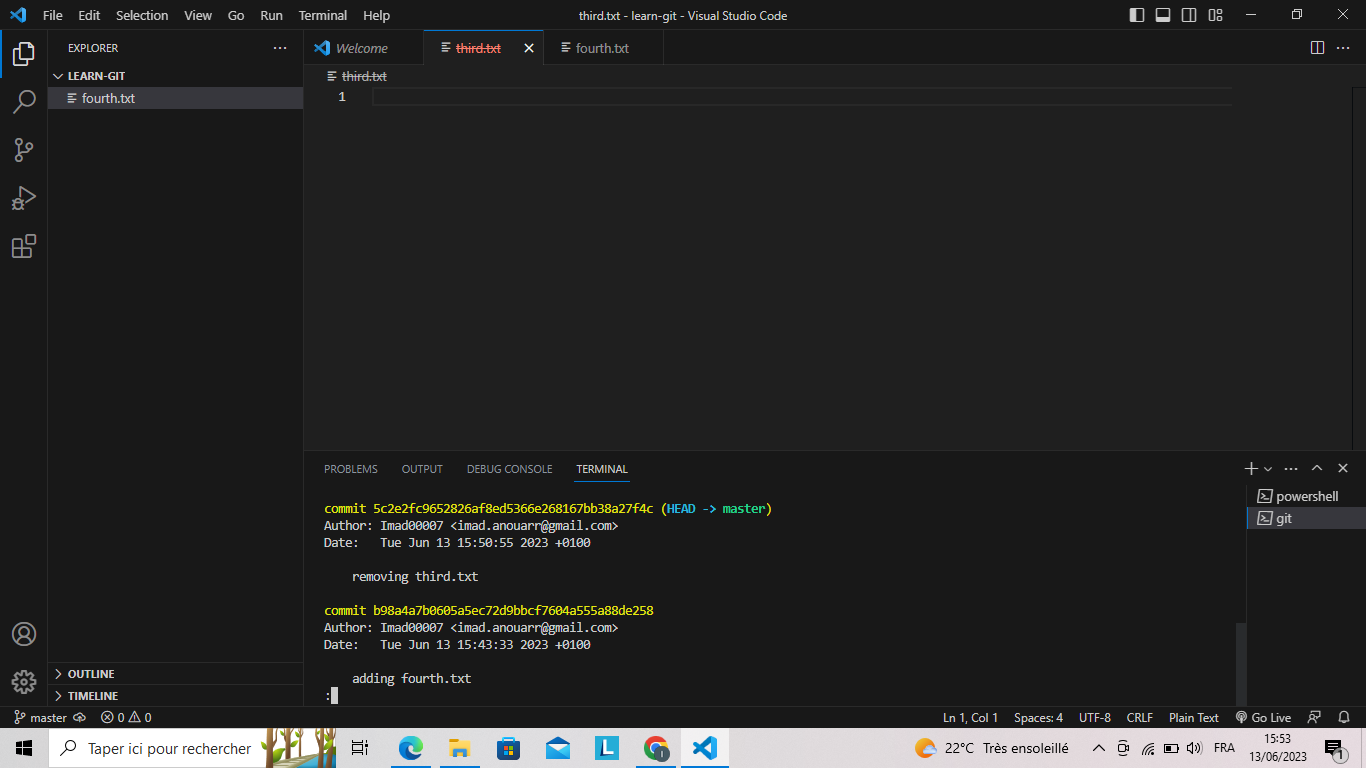 File Edit Selection View Go Run Terminal Help
third.txt - learn-git - Visual Studio Code
EXPLORER
LEARN-GIT
fourth.txt
OUTLINE
TIMELINE
Welcome third.txt fourth.txt
third.txt
1
PROBLEMS OUTPUT DEBUG CONSOLE TERMINAL
commit 5c2e2fc9652826af8ed5366e268167bb38a27f4c (HEAD -> master)
Author: Imad00007 <imad.anouarr@gmail.com>
Date:   Tue Jun 13 15:50:55 2023 +0100
removing third.txt
commit b98a4a7b0605a5ec72d9bbcf7604a555a88de258
Author: Imad00007 <imad.anouarr@gmail.com>
Date:   Tue Jun 13 15:43:33 2023 +0100
adding fourth.txt
:
powershell
git
master 0 0 Ln 1, Col 1 Spaces: 4 UTF-8 CRLF Plain Text Go Live
Taper ici pour rechercher
L
I
22°C Très ensoleillé
FRA
15:53
13/06/2023
1